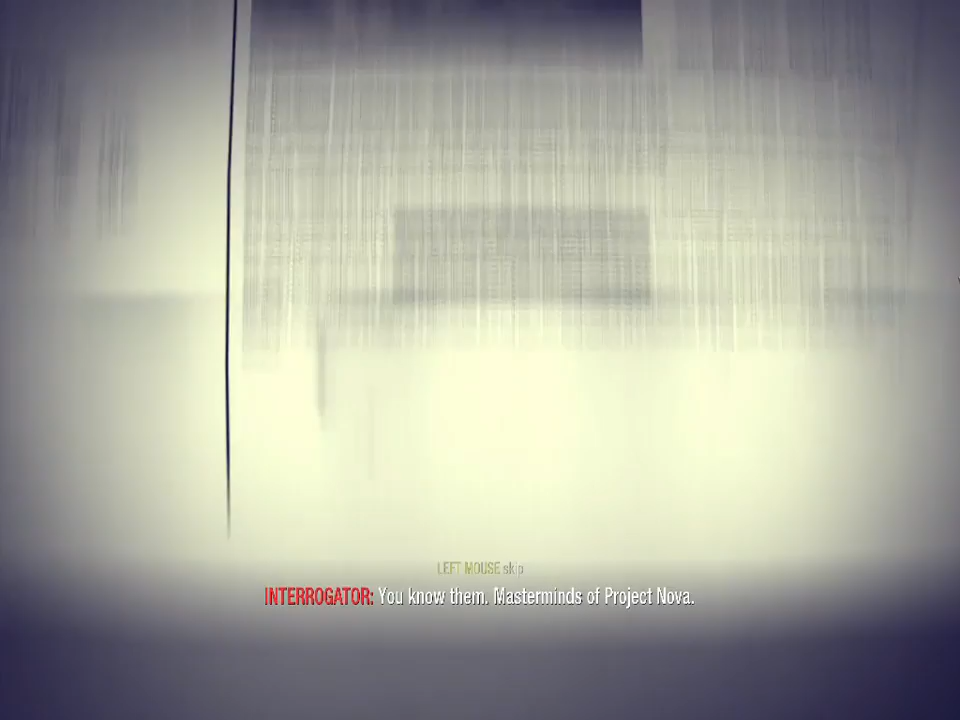 LEFT MOUSE skip
INTERROGATOR: You know them. Masterminds of Project Nova.